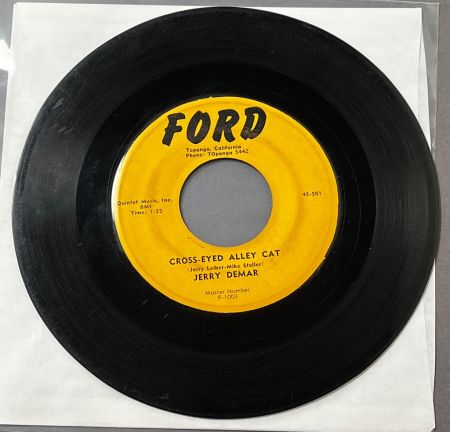 FORD
Topanga, California
Phone: TOpanga 5442
Quintet Music, Inc.
BMI
Time: 1:55
45-501
CROSS-EYED ALLEY CAT
(Jerry Leiber-Mike Stoller)
JERRY DEMAR
Master Number
F-1003